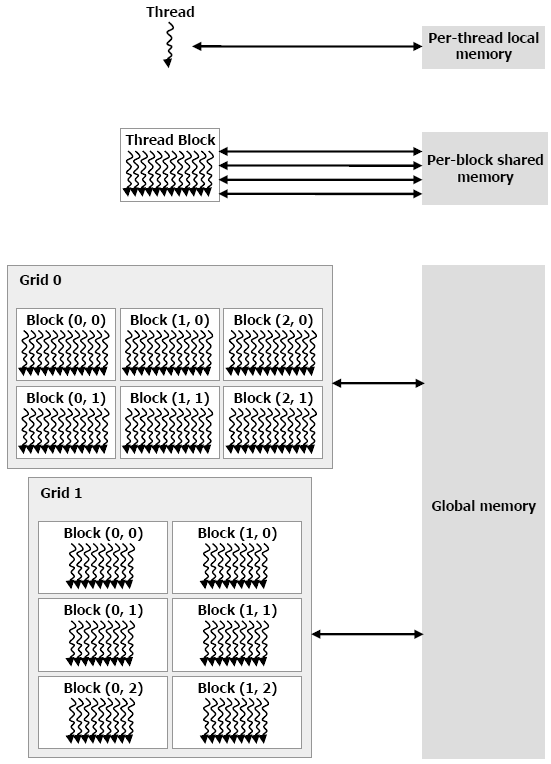 Thread
Per-thread local
memory
Thread Block
Per-block shared
memory
Grid 0
Block (0, 0)
Block (1, 0)
Block (2, 0)
Block (0, 1)
Block (1, 1)
Block (2, 1)
Grid 1
Global memory
Block (0, 0)
Block (1, 0)
Block (0, 1)
Block (1, 1)
Block (0, 2)
Block (1, 2)